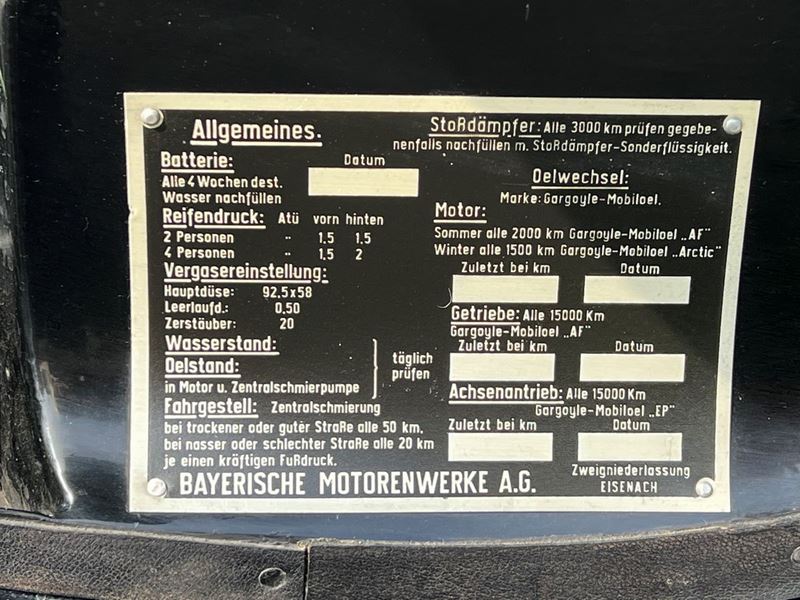 Allgemeines.
Batterie: Datum
Alle 4 Wochen dest.
Wasser nachfüllen
Reifendruck: Atü vorn hinten
2 Personen " 1.5 1.5
4 Personen " 1.5 2
Vergasereinstellung:
Hauptdüse: 92,5x58
Leerlaufd.: 0.50
Zerstäuber: 20
Wasserstand:
Oelstand:
in Motor u. Zentralschmierpumpe
täglich
prüfen
Fahrgestell: Zentralschmierung
bei trockener oder guter Straße alle 50 km,
bei nasser oder schlechter Straße alle 20 km
je einen kräftigen Fußdruck.
Stoßdämpfer: Alle 3000 km prüfen gegebe-
nenfalls nachfüllen m. Stoßdämpfer-Sonderflüssigkeit.
Oelwechsel:
Marke: Gargoyle-Mobiloel.
Motor:
Sommer alle 2000 km Gargoyle-Mobiloel „AF"
Winter alle 1500 km Gargoyle-Mobiloel „Arctic"
Zuletzt bei km Datum
Getriebe: Alle 15000 Km
Gargoyle-Mobiloel „AF"
Zuletzt bei km Datum
Achsenantrieb: Alle 15000 Km
Gargoyle-Mobiloel „EP"
Zuletzt bei km Datum
BAYERISCHE MOTORENWERKE A.G.
Zweigniederlassung
EISENACH